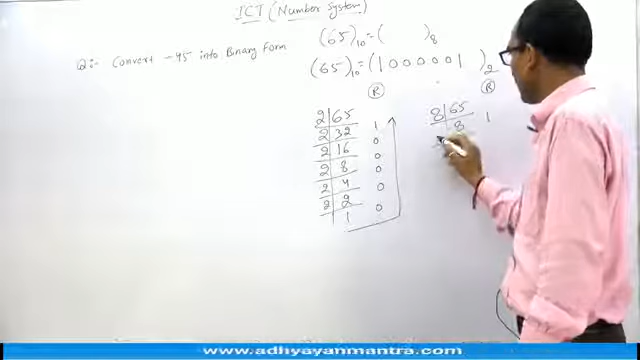 ICT (Number System)
Q:- Convert -45 into Binary Form
(65)10 = ( )8
(65)10 = (1000001)2
R
2 65
2 32 1
2 16 0
2 8 0
2 4 0
2 2 0
1 0
R
8 65
8 1
www.adhyayanmantra.com